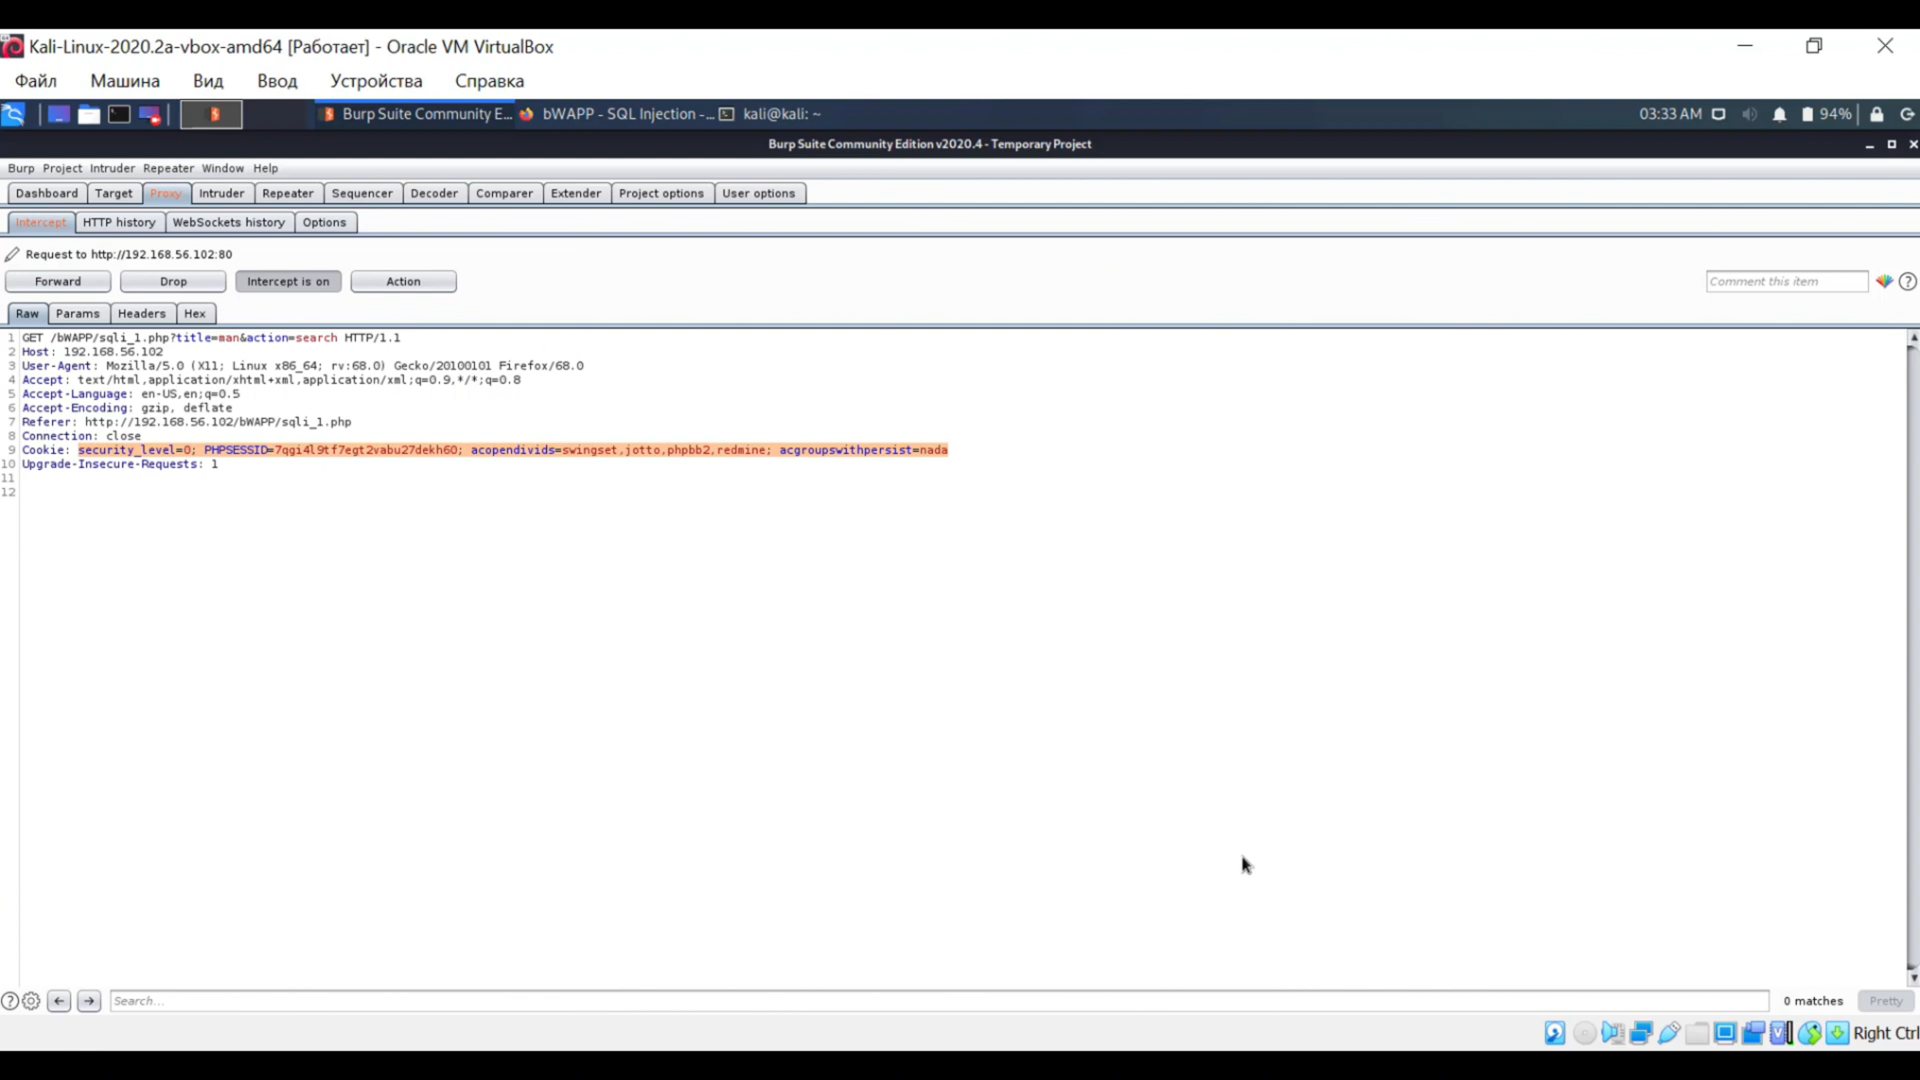 Kali-Linux-2020.2a-vbox-amd64 [Работает] - Oracle VM VirtualBox
Файл Машина Вид Ввод Устройства Справка
Burp Suite Community E... bWAPP - SQL Injection -... kali@kali: ~ 03:33 AM 94%
Burp Suite Community Edition v2020.4 - Temporary Project
Burp Project Intruder Repeater Window Help
Dashboard Target Proxy Intruder Repeater Sequencer Decoder Comparer Extender Project options User options
Intercept HTTP history WebSockets history Options
Request to http://192.168.56.102:80
Forward Drop Intercept is on Action Comment this item
Raw Params Headers Hex
1 GET /bWAPP/sqli_1.php?title=man&action=search HTTP/1.1
2 Host: 192.168.56.102
3 User-Agent: Mozilla/5.0 (X11; Linux x86_64; rv:68.0) Gecko/20100101 Firefox/68.0
4 Accept: text/html,application/xhtml+xml,application/xml;q=0.9,*/*;q=0.8
5 Accept-Language: en-US,en;q=0.5
6 Accept-Encoding: gzip, deflate
7 Referer: http://192.168.56.102/bWAPP/sqli_1.php
8 Connection: close
9 Cookie: security_level=0; PHPSESSID=7qgi4l9tf7egt2vabu27dekh60; acopendivids=swingset,jotto,phpbb2,redmine; acgroupswithpersist=nada
10 Upgrade-Insecure-Requests: 1
11
12
Search... 0 matches Pretty
Right Ctrl